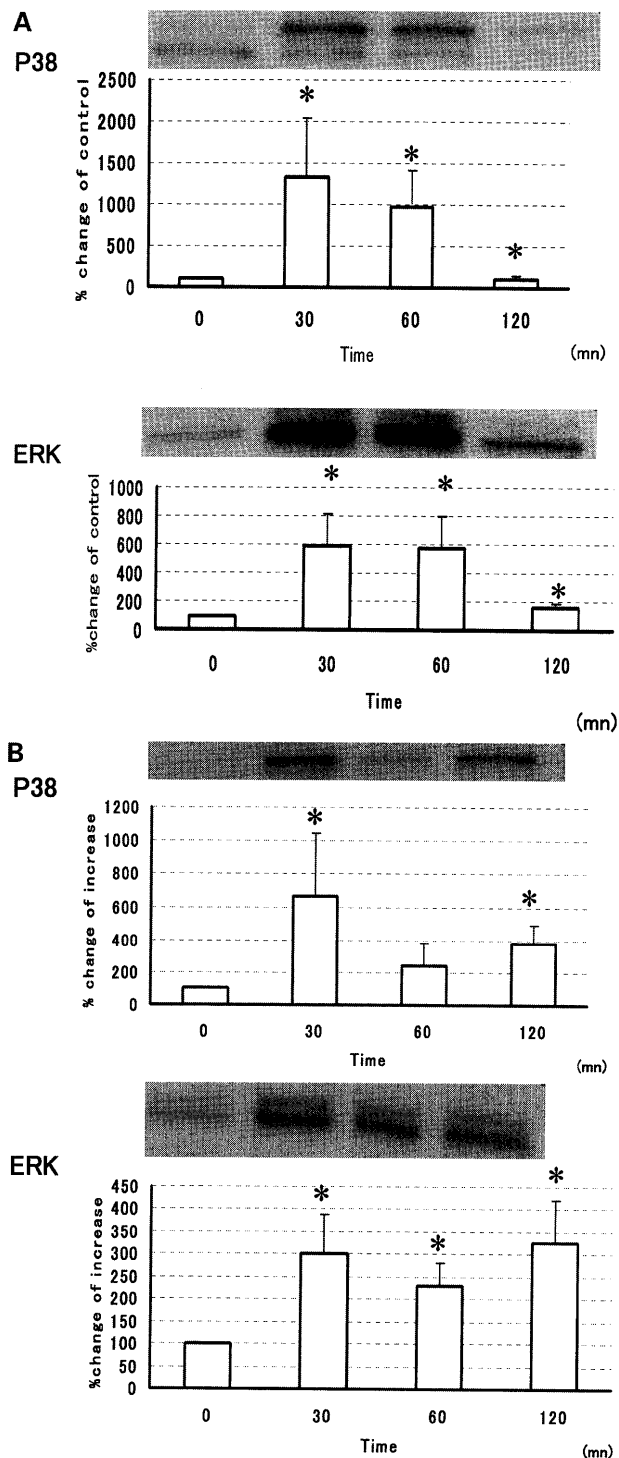 A
P38
% change of control
2500
2000
1500
1000
500
0
*
*
*
0 30 60 120
Time (mn)
ERK
%change of control
1000
800
600
400
200
0
*
*
*
0 30 60 120
Time
(mn)
B
P38
% change of increase
1200
1000
800
600
400
200
0
*
*
0 30 60 120
Time
(mn)
ERK
%change of increase
450
400
350
300
250
200
150
100
50
0
*
*
*
0 30 60 120
Time
(mn)